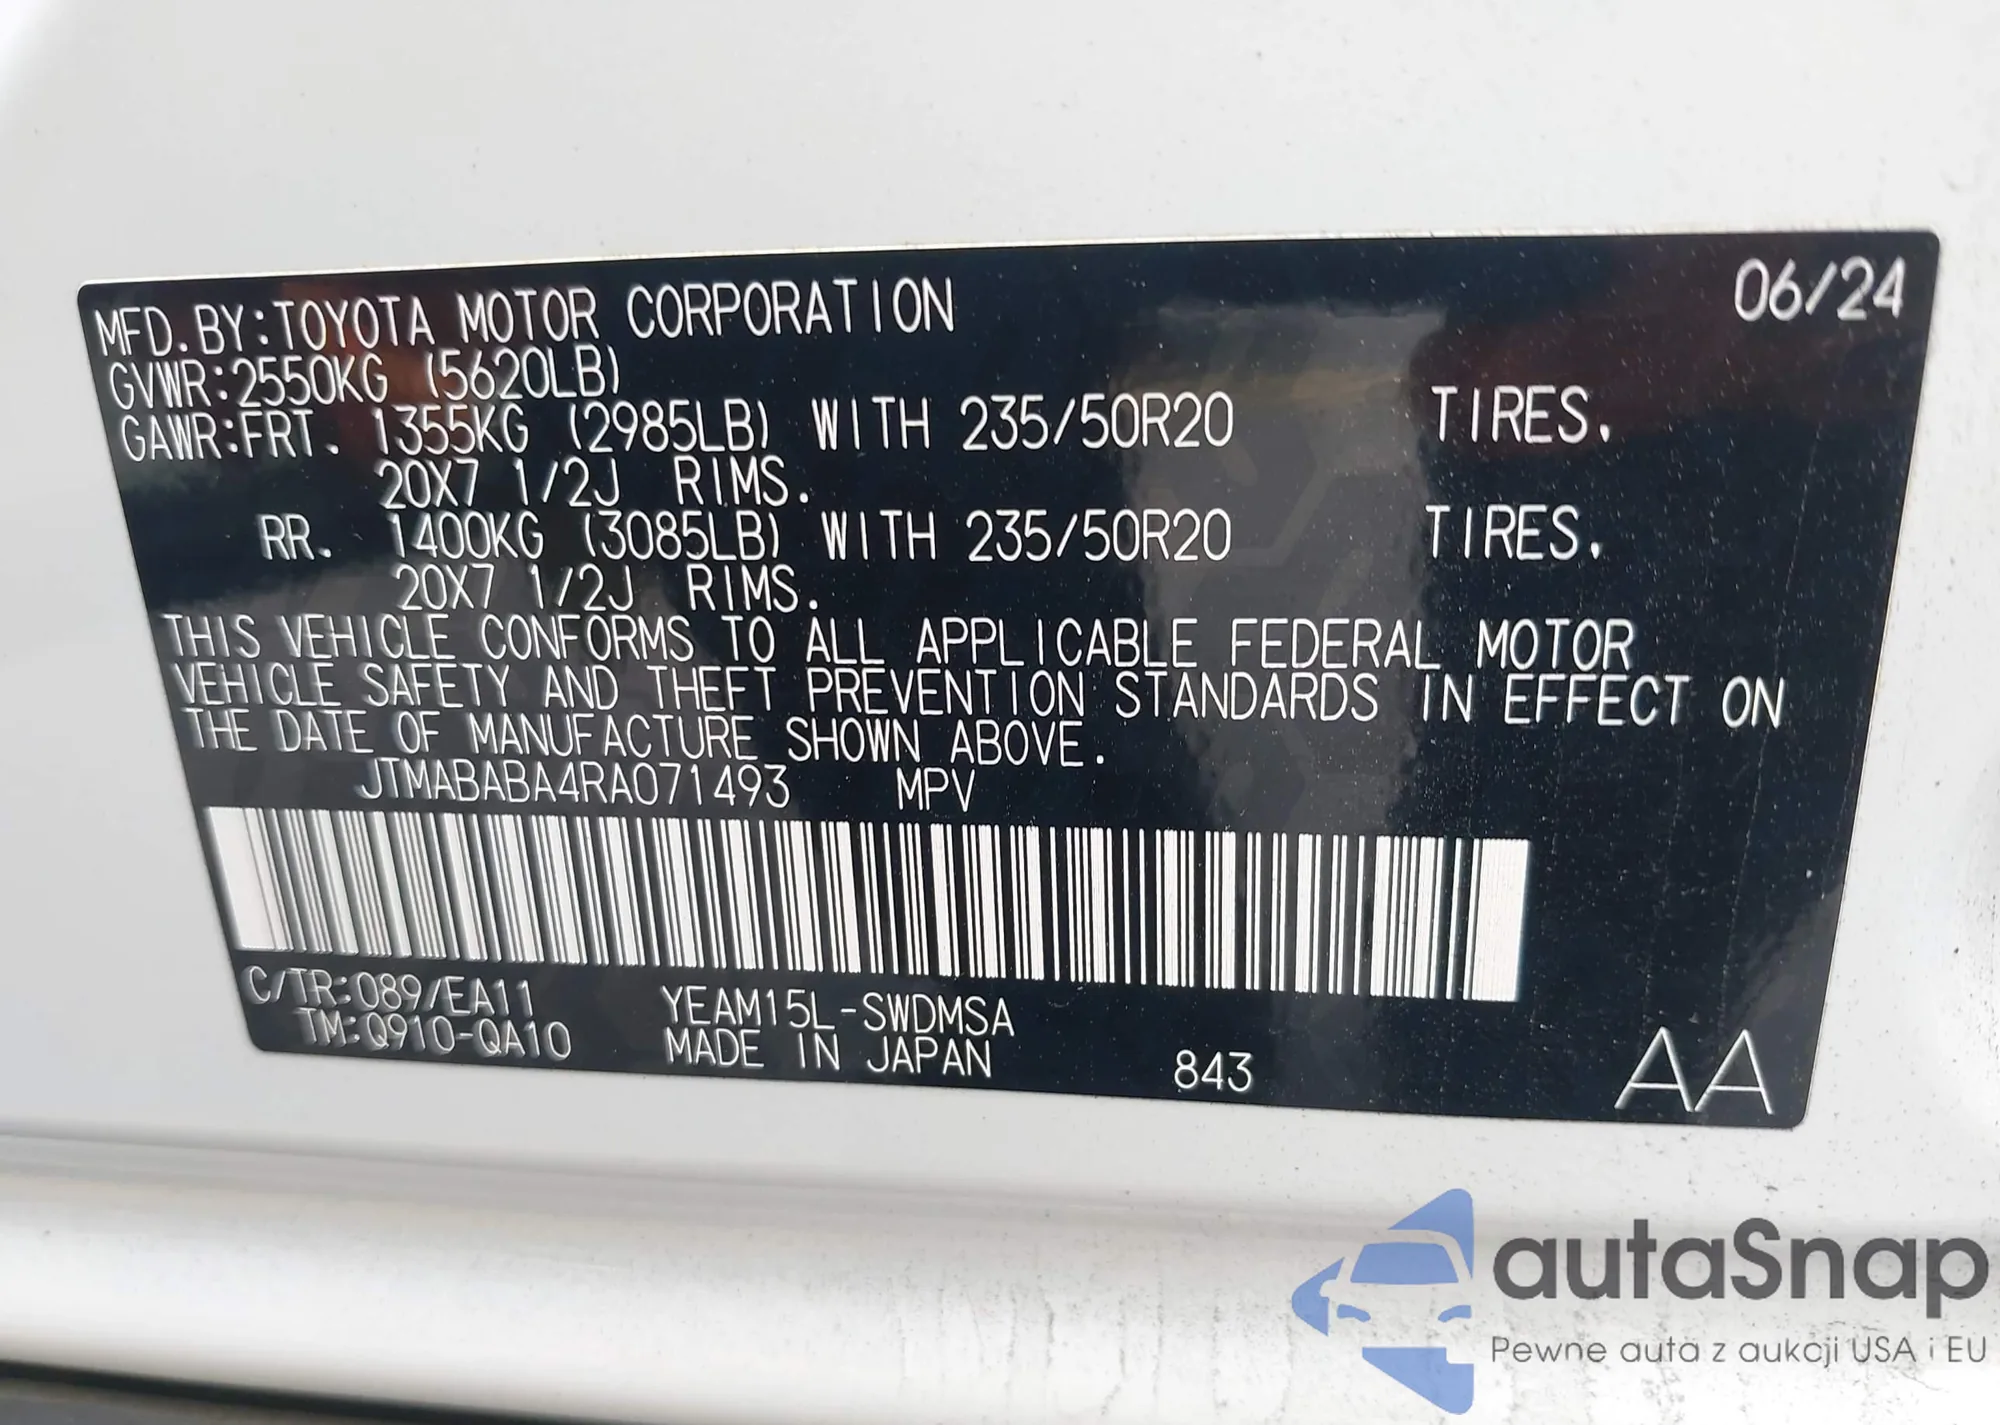 06/24
MFD.BY:TOYOTA MOTOR CORPORATION
GVWR:2550KG (5620LB)
GAWR:FRT. 1355KG (2985LB) WITH 235/50R20 TIRES.
20X7 1/2J RIMS.
RR. 1400KG (3085LB) WITH 235/50R20 TIRES.
20X7 1/2J RIMS.
THIS VEHICLE CONFORMS TO ALL APPLICABLE FEDERAL MOTOR
VEHICLE SAFETY AND THEFT PREVENTION STANDARDS IN EFFECT ON
THE DATE OF MANUFACTURE SHOWN ABOVE.
JTMABABA4RA071493 MPV
C/TR:089/EA11 YEAM15L-SWDMSA
TM:Q910-QA10 MADE IN JAPAN 843 AA
autaSnap
Pewne auta z aukcji USA i EU